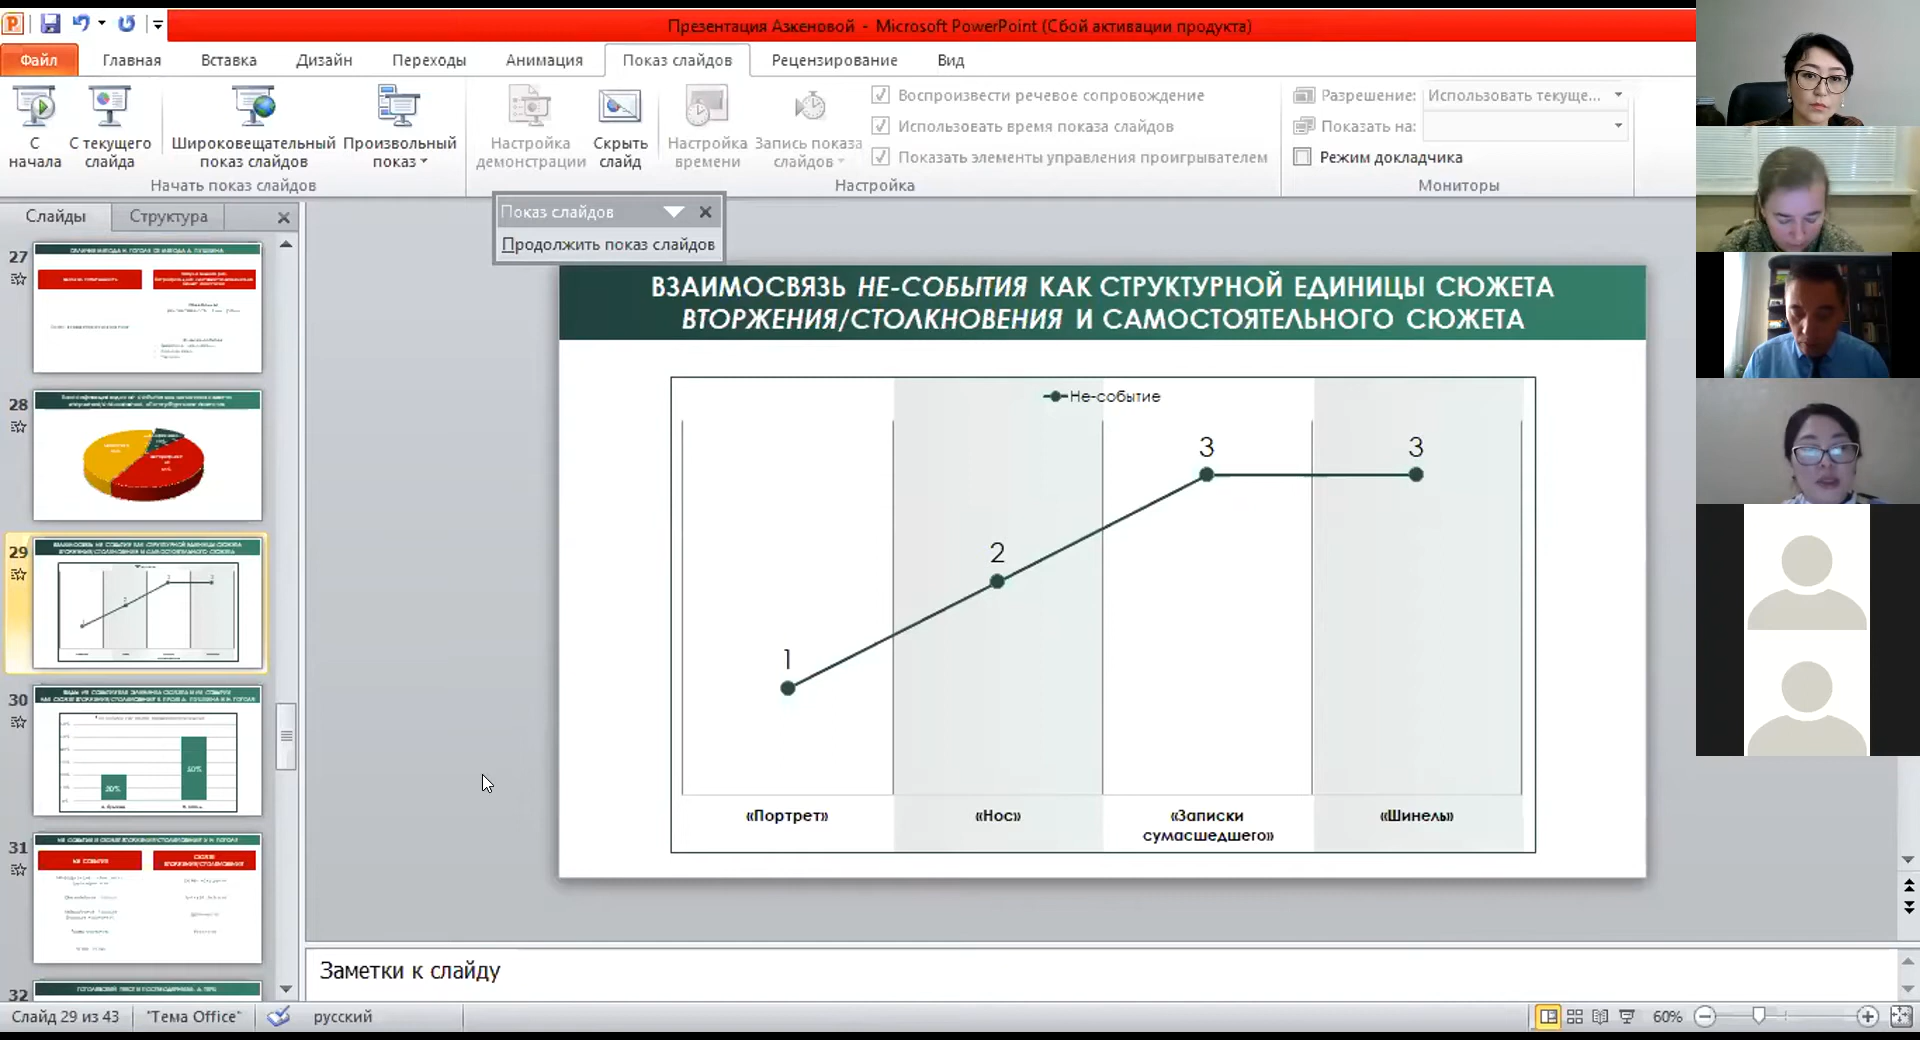 Презентация Азкеновой - Microsoft PowerPoint (Сбой активации продукта)
Файл
Главная
Вставка
Дизайн
Переходы
Анимация
Показ слайдов
Рецензирование
Вид
С начала
С текущего слайда
Широковещательный показ слайдов
Произвольный показ
Начать показ слайдов
Настройка демонстрации
Скрыть слайд
Настройка времени
Запись показа слайдов
Воспроизвести речевое сопровождение
Использовать время показа слайдов
Показать элементы управления проигрывателем
Настройка
Разрешение: Использовать текуще...
Показать на:
Режим докладчика
Мониторы
Показ слайдов
Продолжить показ слайдов
Слайды
Структура
27
28
29
30
20%
31
32
ВЗАИМОСВЯЗЬ НЕ-СОБЫТИЯ КАК СТРУКТУРНОЙ ЕДИНИЦЫ СЮЖЕТА
ВТОРЖЕНИЯ/СТОЛКНОВЕНИЯ И САМОСТОЯТЕЛЬНОГО СЮЖЕТА
Не-событие
1
2
3
3
«Портрет»
«Нос»
«Записки
сумасшедшего»
«Шинель»
Заметки к слайду
Слайд 29 из 43
"Тема Office"
русский
60%